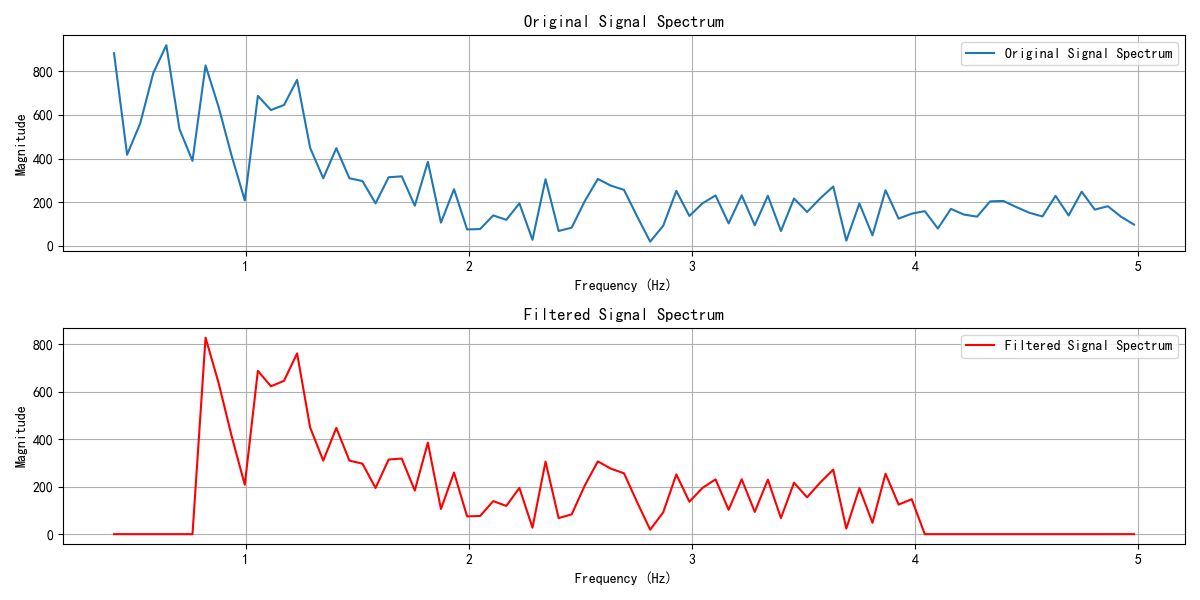 Original Signal Spectrum
Original Signal Spectrum
800
600
400
200
0
Magnitude
1 2 3 4 5
Frequency (Hz)
Filtered Signal Spectrum
Filtered Signal Spectrum
800
600
400
200
0
Magnitude
1 2 3 4 5
Frequency (Hz)